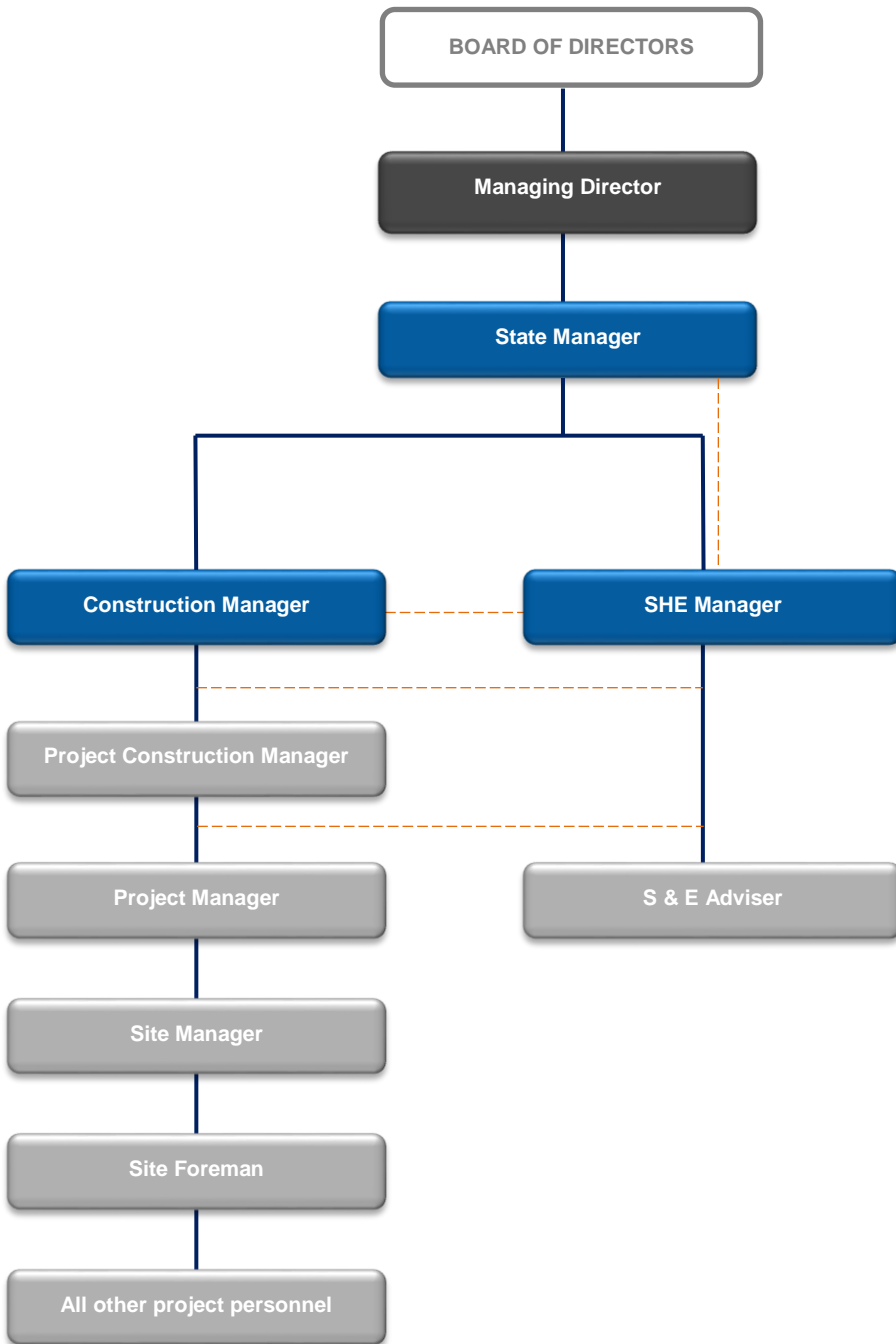 BOARD OF DIRECTORS
Managing Director
State Manager
Construction Manager
SHE Manager
Project Construction Manager
Project Manager
S & E Adviser
Site Manager
Site Foreman
All other project personnel